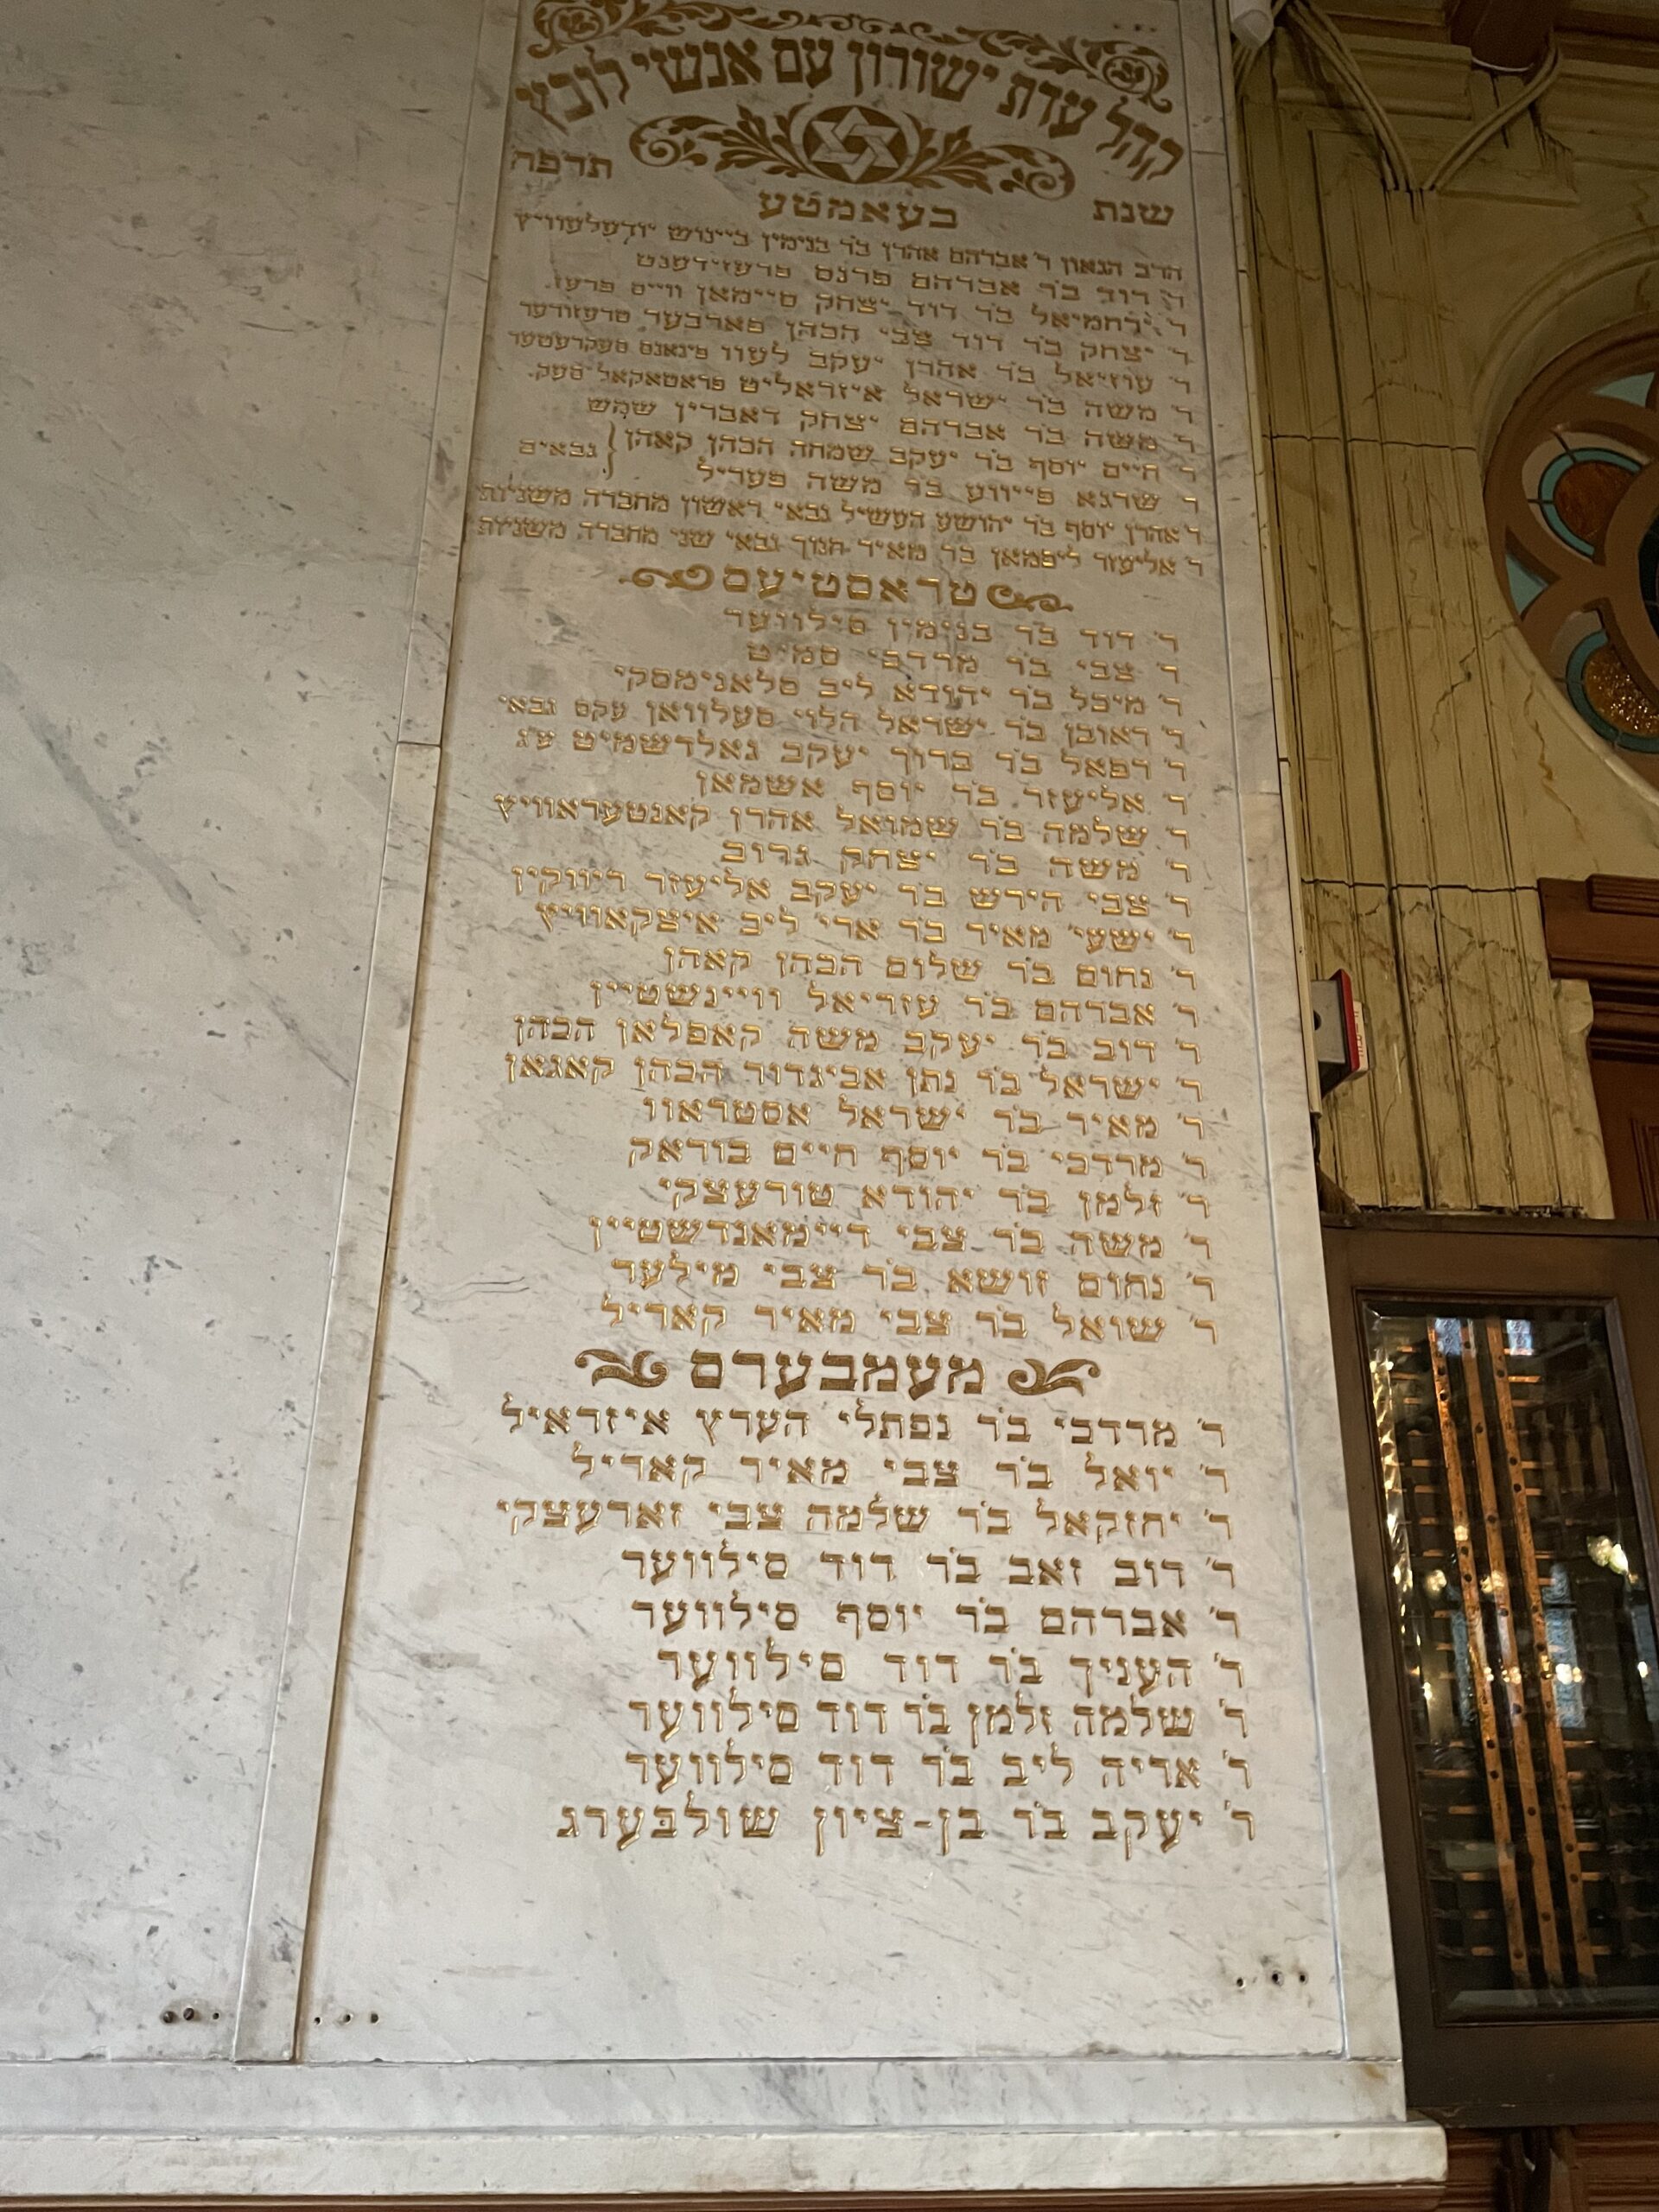 קהל עדת ישורון עם אנשי לובץ
שנת תרפה
בעאמטע
הרב הגאון ר' אברהם אהרן בר בנימין ביינוש יודעלעוויץ
ר' דוד בר אברהם פרנס פרעזידענט
ר' ירחמיאל בר דוד יצחק סיימאן ווייס פרעז.
ר' יצחק בר דוד צבי הכהן פארבער טרעזורער
ר' עוזיאל בר אהרן יעקב לעוו פינאנס סעקרעטער
ר' משה בר ישראל איזראליט פראטאקאל סעק.
ר' משה בר אברהם יצחק דאברין שמש
ר' חיים יוסף בר יעקב שמחה הכהן קאהן } גבאים
ר' שרגא פייווע בר משה פעריל
ר' אהרן יוסף בר יהושע העשיל גבאי ראשון מחברה משניות
ר' אליעזר ליפמאן בר מאיר חנוך גבאי שני מחברה משניות
טראסטיעס
ר' דוד בר בנימין סילווער
ר' צבי בר מרדכי סמיט
ר' מיכל בר יהודא ליב סלאנימסקי
ר' ראובן בר ישראל הלוי סעלוואן עקס גבאי
ר' רפאל בר ברוך יעקב גאלדשמיט ע'ג
ר' אליעזר בר יוסף אשמאן
ר' שלמה בר שמואל אהרן קאנטעראוויץ
ר' משה בר יצחק גרוב
ר' צבי הירש בר יעקב אליעזר ריווקין
ר' ישעי' מאיר בר ארי' ליב איצקאוויץ
ר' נחום בר שלום הכהן קאהן
ר' אברהם בר עזריאל וויינשטיין
ר' דוב בר יעקב משה קאפלאן הכהן
ר' ישראל בר נתן אביגדור הכהן קאגאן
ר' מאיר בר ישראל אסטראוו
ר' מרדכי בר יוסף חיים בוראק
ר' זלמן בר יהודא טורעצקי
ר' משה בר צבי דיימאנדשטיין
ר' נחום זושא בר צבי מילער
ר' שואל בר צבי מאיר קאריל
מעמבערס
ר' מרדכי בר נפתלי הערץ איזראיל
ר' יואל בר צבי מאיר קאריל
ר' יחזקאל בר שלמה צבי זארעצקי
ר' דוב זאב בר דוד סילווער
ר' אברהם בר יוסף סילווער
ר' העניך בר דוד סילווער
ר' שלמה זלמן בר דוד סילווער
ר' אריה ליב בר דוד סילווער
ר' יעקב בר בן-ציון שולבערג